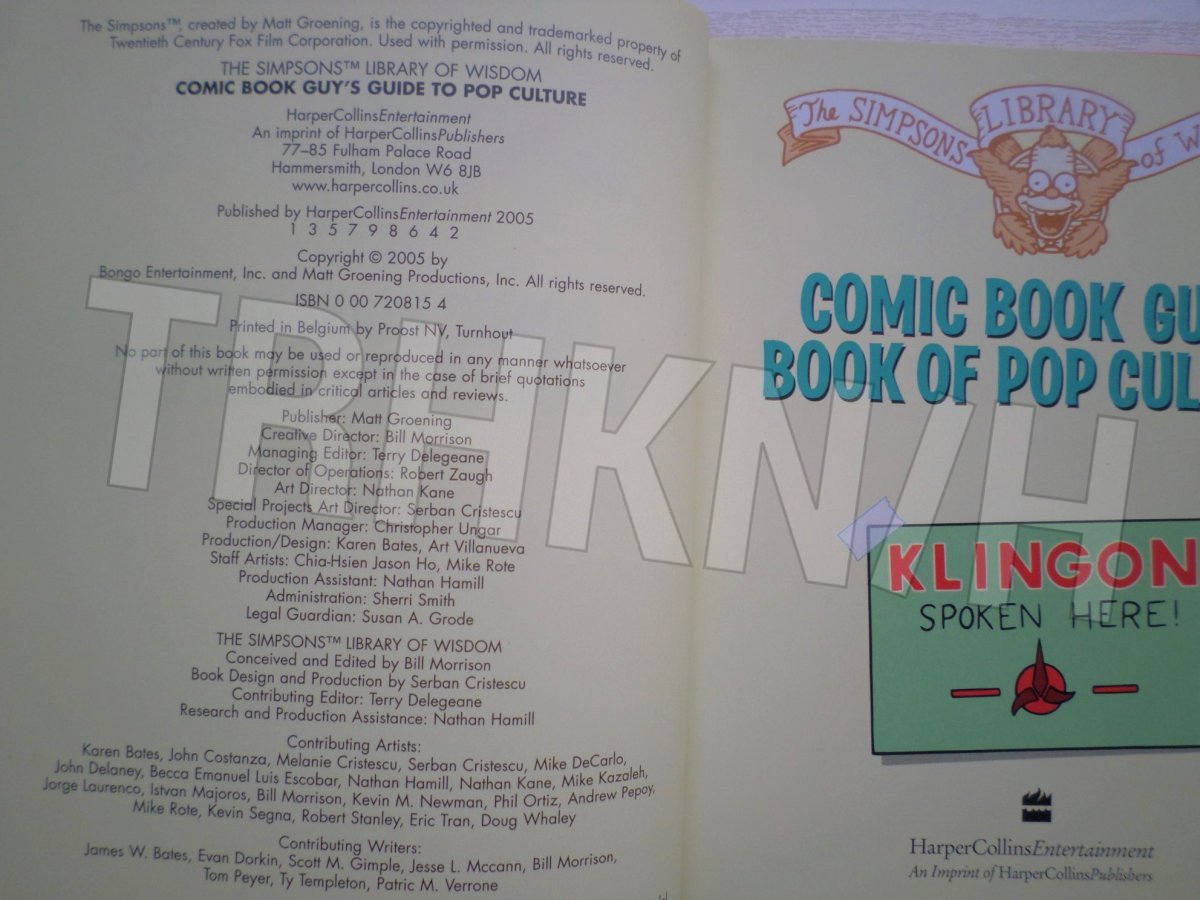 The Simpsons™, created by Matt Groening, is the copyrighted and trademarked property of
Twentieth Century Fox Film Corporation. Used with permission. All rights reserved.
THE SIMPSONS™ LIBRARY OF WISDOM
COMIC BOOK GUY'S GUIDE TO POP CULTURE
HarperCollinsEntertainment
An imprint of HarperCollinsPublishers
77–85 Fulham Palace Road
Hammersmith, London W6 8JB
www.harpercollins.co.uk
Published by HarperCollinsEntertainment 2005
1 3 5 7 9 8 6 4 2
Copyright © 2005 by
Bongo Entertainment, Inc. and Matt Groening Productions, Inc. All rights reserved.
ISBN 0 00 720815 4
Printed in Belgium by Proost NV, Turnhout
No part of this book may be used or reproduced in any manner whatsoever
without written permission except in the case of brief quotations
embodied in critical articles and reviews.
Publisher: Matt Groening
Creative Director: Bill Morrison
Managing Editor: Terry Delegeane
Director of Operations: Robert Zaugh
Art Director: Nathan Kane
Special Projects Art Director: Serban Cristescu
Production Manager: Christopher Ungar
Production/Design: Karen Bates, Art Villanueva
Staff Artists: Chia-Hsien Jason Ho, Mike Rote
Production Assistant: Nathan Hamill
Administration: Sherri Smith
Legal Guardian: Susan A. Grode
THE SIMPSONS™ LIBRARY OF WISDOM
Conceived and Edited by Bill Morrison
Book Design and Production by Serban Cristescu
Contributing Editor: Terry Delegeane
Research and Production Assistance: Nathan Hamill
Contributing Artists:
Karen Bates, John Costanza, Melanie Cristescu, Serban Cristescu, Mike DeCarlo,
John Delaney, Becca Emanuel Luis Escobar, Nathan Hamill, Nathan Kane, Mike Kazaleh,
Jorge Laurenco, Istvan Majoros, Bill Morrison, Kevin M. Newman, Phil Ortiz, Andrew Pepoy,
Mike Rote, Kevin Segna, Robert Stanley, Eric Tran, Doug Whaley
Contributing Writers:
James W. Bates, Evan Dorkin, Scott M. Gimple, Jesse L. Mccann, Bill Morrison,
Tom Peyer, Ty Templeton, Patric M. Verrone
TRHKN/H
The SIMPSONS LIBRARY of W
COMIC BOOK GU
BOOK OF POP CUL
KLINGON
SPOKEN HERE!
HarperCollinsEntertainment
An Imprint of HarperCollinsPublishers